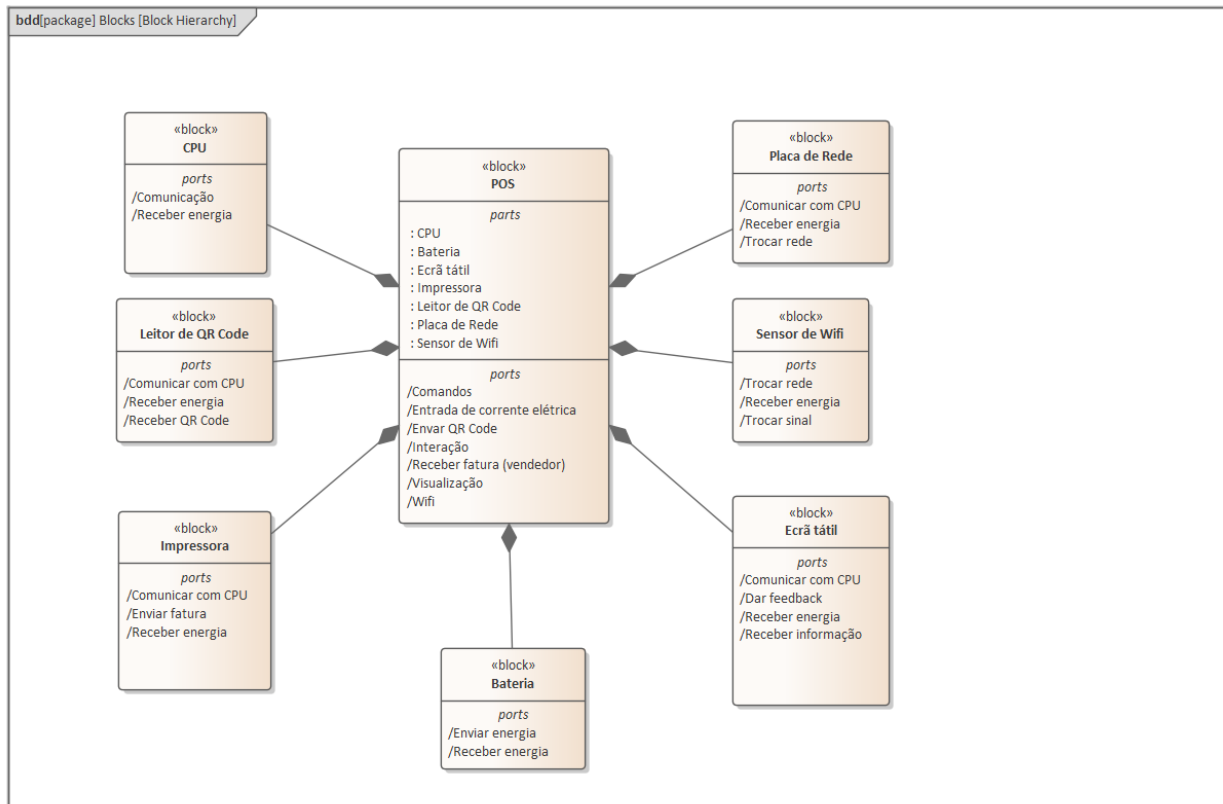 bdd[package] Blocks [Block Hierarchy]
«block»
CPU
ports
/Comunicação
/Receber energia
«block»
Leitor de QR Code
ports
/Comunicar com CPU
/Receber energia
/Receber QR Code
«block»
Impressora
ports
/Comunicar com CPU
/Enviar fatura
/Receber energia
«block»
POS
parts
: CPU
: Bateria
: Ecrã tátil
: Impressora
: Leitor de QR Code
: Placa de Rede
: Sensor de Wifi
ports
/Comandos
/Entrada de corrente elétrica
/Envar QR Code
/Interação
/Receber fatura (vendedor)
/Visualização
/Wifi
«block»
Bateria
ports
/Enviar energia
/Receber energia
«block»
Placa de Rede
ports
/Comunicar com CPU
/Receber energia
/Trocar rede
«block»
Sensor de Wifi
ports
/Trocar rede
/Receber energia
/Trocar sinal
«block»
Ecrã tátil
ports
/Comunicar com CPU
/Dar feedback
/Receber energia
/Receber informação